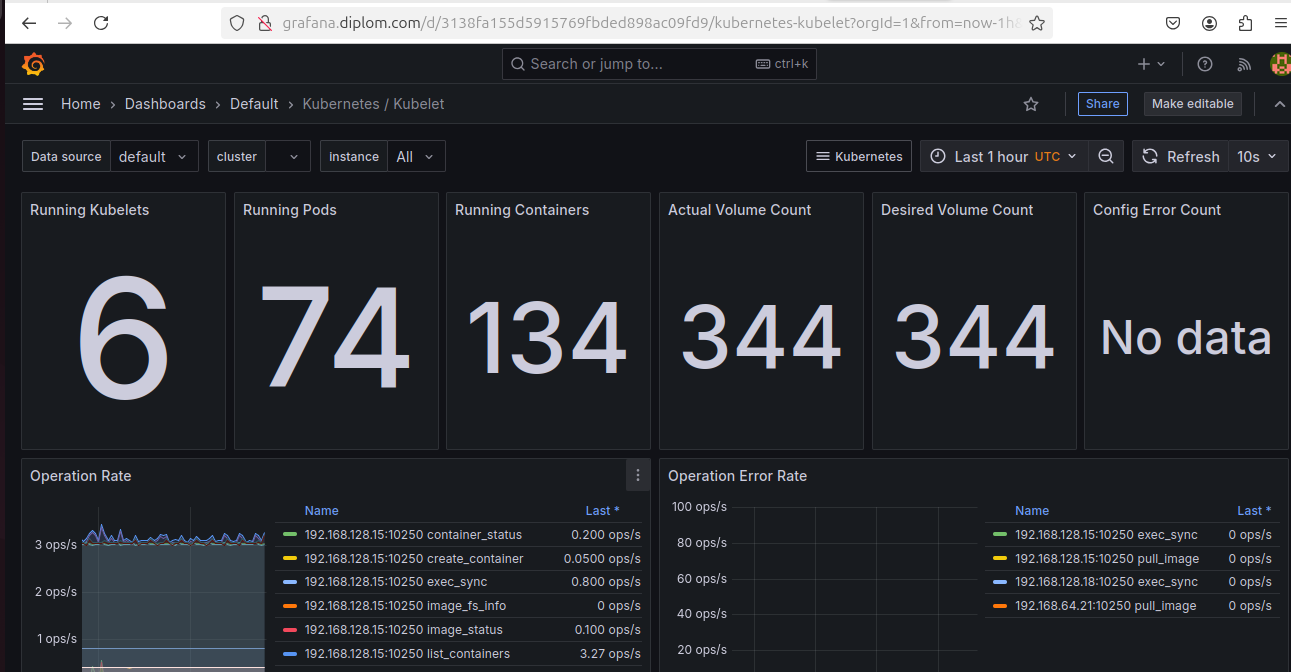 grafana.diplom.com/d/3138fa155d5915769fbded898ac09fd9/kubernetes-kubelet?orgId=1&from=now-1h&
Search or jump to... ctrl+k
Home › Dashboards › Default › Kubernetes / Kubelet Share Make editable
Data source default cluster instance All Kubernetes Last 1 hour UTC Refresh 10s
Running Kubelets
6
Running Pods
74
Running Containers
134
Actual Volume Count
344
Desired Volume Count
344
Config Error Count
No data
Operation Rate
3 ops/s
2 ops/s
1 ops/s
Name Last *
192.168.128.15:10250 container_status 0.200 ops/s
192.168.128.15:10250 create_container 0.0500 ops/s
192.168.128.15:10250 exec_sync 0.800 ops/s
192.168.128.15:10250 image_fs_info 0 ops/s
192.168.128.15:10250 image_status 0.100 ops/s
192.168.128.15:10250 list_containers 3.27 ops/s
Operation Error Rate
100 ops/s
80 ops/s
60 ops/s
40 ops/s
20 ops/s
Name Last *
192.168.128.15:10250 exec_sync 0 ops/s
192.168.128.15:10250 pull_image 0 ops/s
192.168.128.18:10250 exec_sync 0 ops/s
192.168.64.21:10250 pull_image 0 ops/s